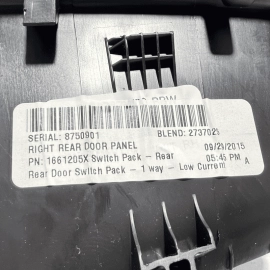 SERIAL: 8750901 BLEND: 2737021
RIGHT REAR DOOR PANEL 09/21/2015
PN: 1661205X Switch Pack - Rear 05:45 PM
Rear Door Switch Pack - 1 way - Low Current A